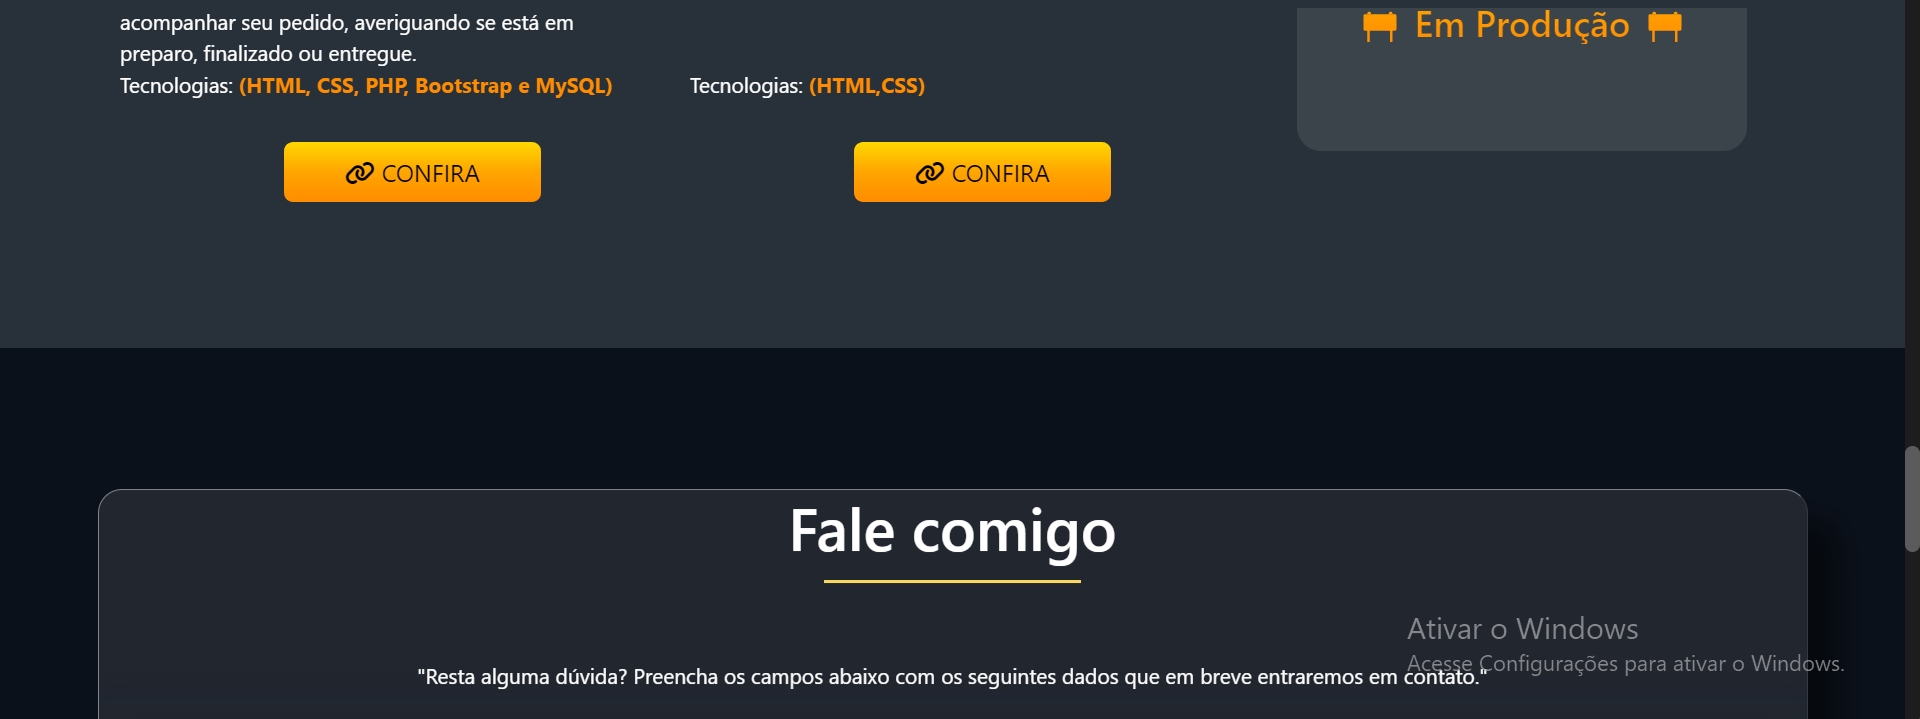 acompanhar seu pedido, averiguando se está em
preparo, finalizado ou entregue.
Tecnologias: (HTML, CSS, PHP, Bootstrap e MySQL)
CONFIRA
Tecnologias: (HTML,CSS)
CONFIRA
Em Produção
Fale comigo
"Resta alguma dúvida? Preencha os campos abaixo com os seguintes dados que em breve entraremos em contato."
Ativar o Windows
Acesse Configurações para ativar o Windows.